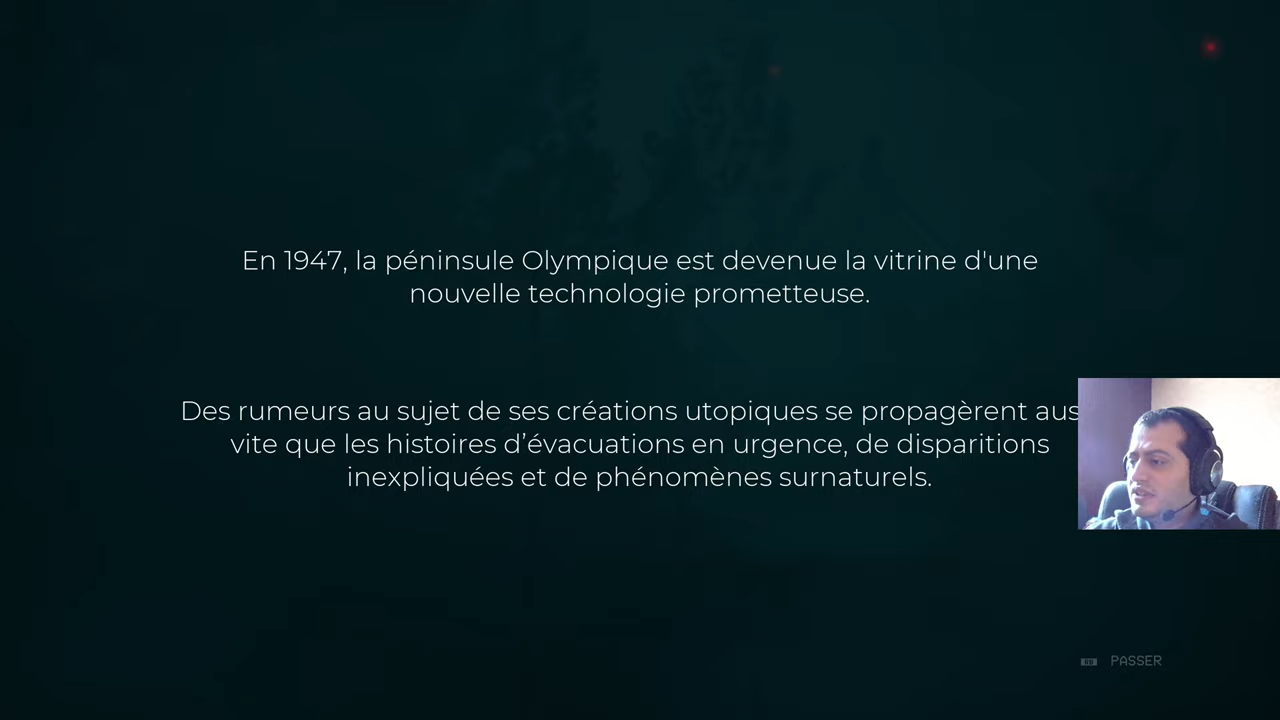 En 1947, la péninsule Olympique est devenue la vitrine d'une
nouvelle technologie prometteuse.
Des rumeurs au sujet de ses créations utopiques se propagèrent
vite que les histoires d’évacuations en urgence, de disparitions
inexpliquées et de phénomènes surnaturels.
PASSER